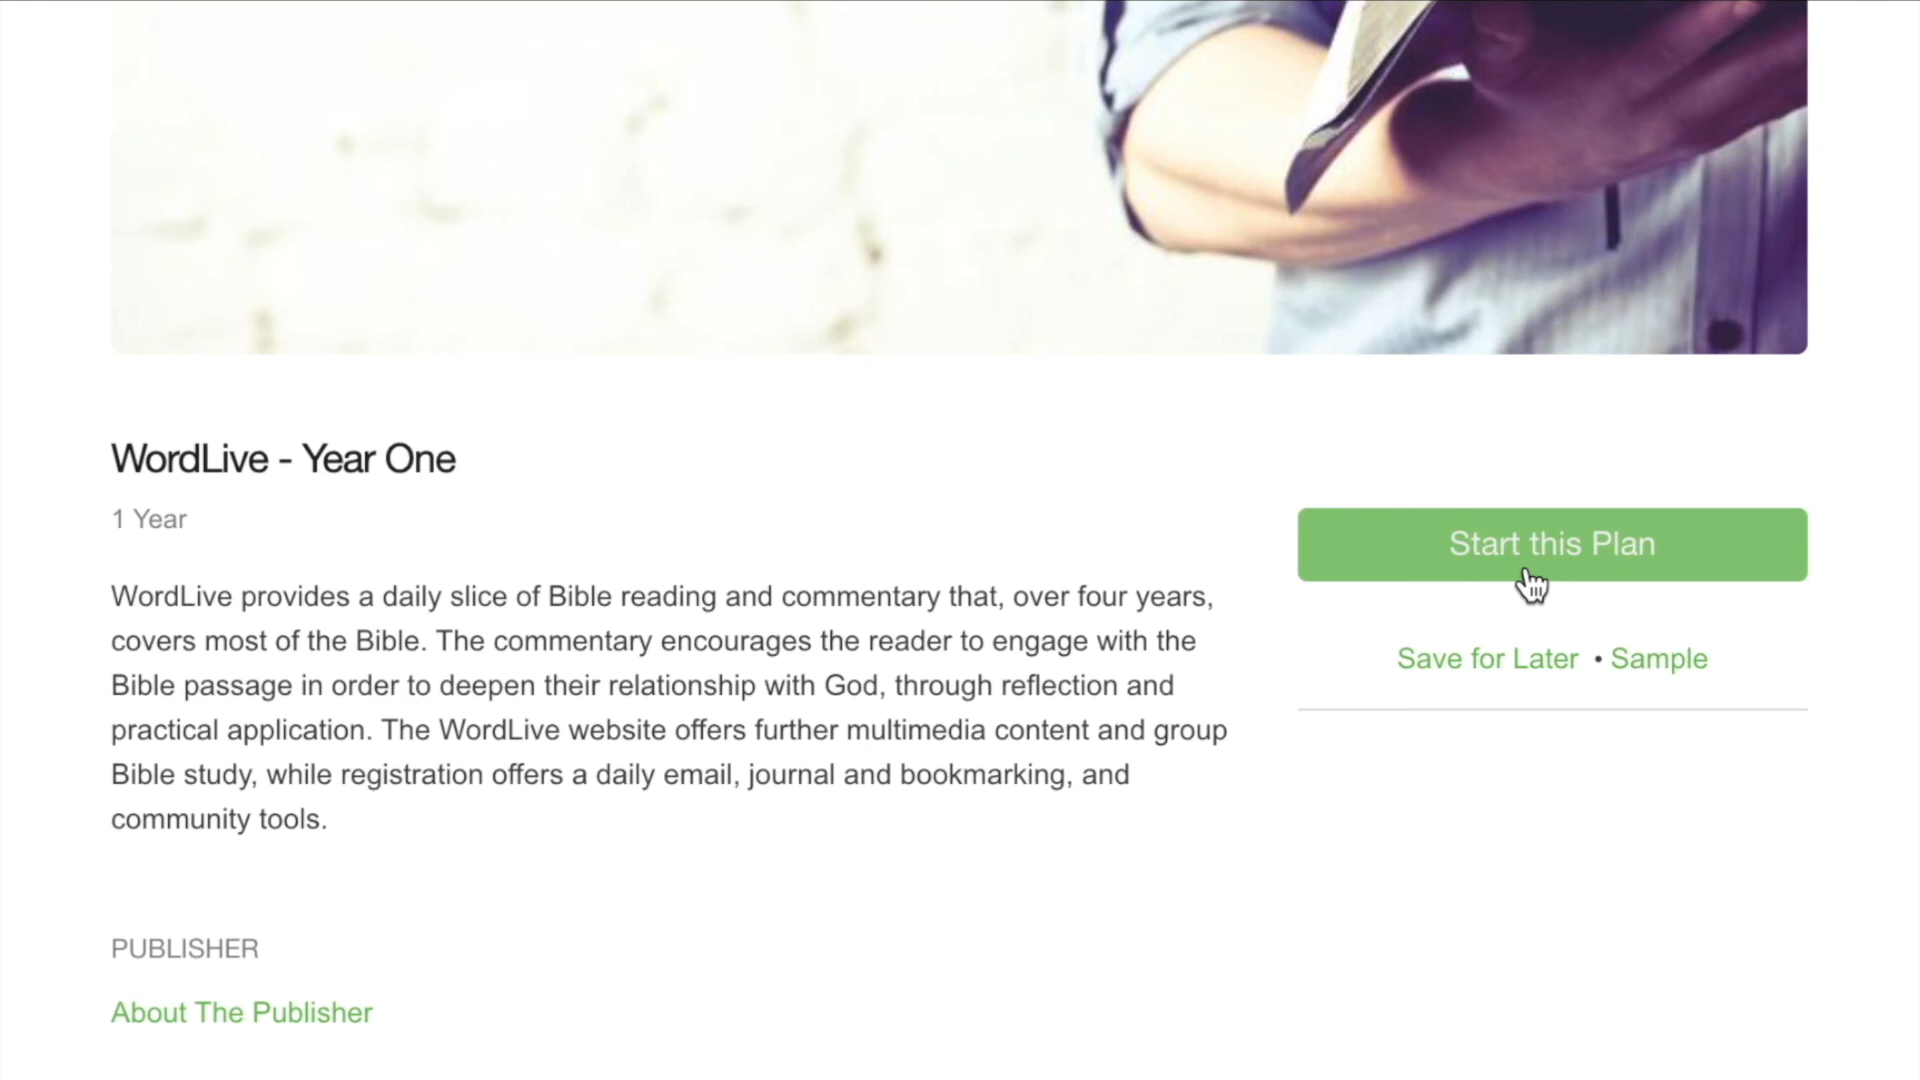 WordLive - Year One
1 Year
Start this Plan
WordLive provides a daily slice of Bible reading and commentary that, over four years,
covers most of the Bible. The commentary encourages the reader to engage with the
Bible passage in order to deepen their relationship with God, through reflection and
practical application. The WordLive website offers further multimedia content and group
Bible study, while registration offers a daily email, journal and bookmarking, and
community tools.
Save for Later • Sample
PUBLISHER
About The Publisher